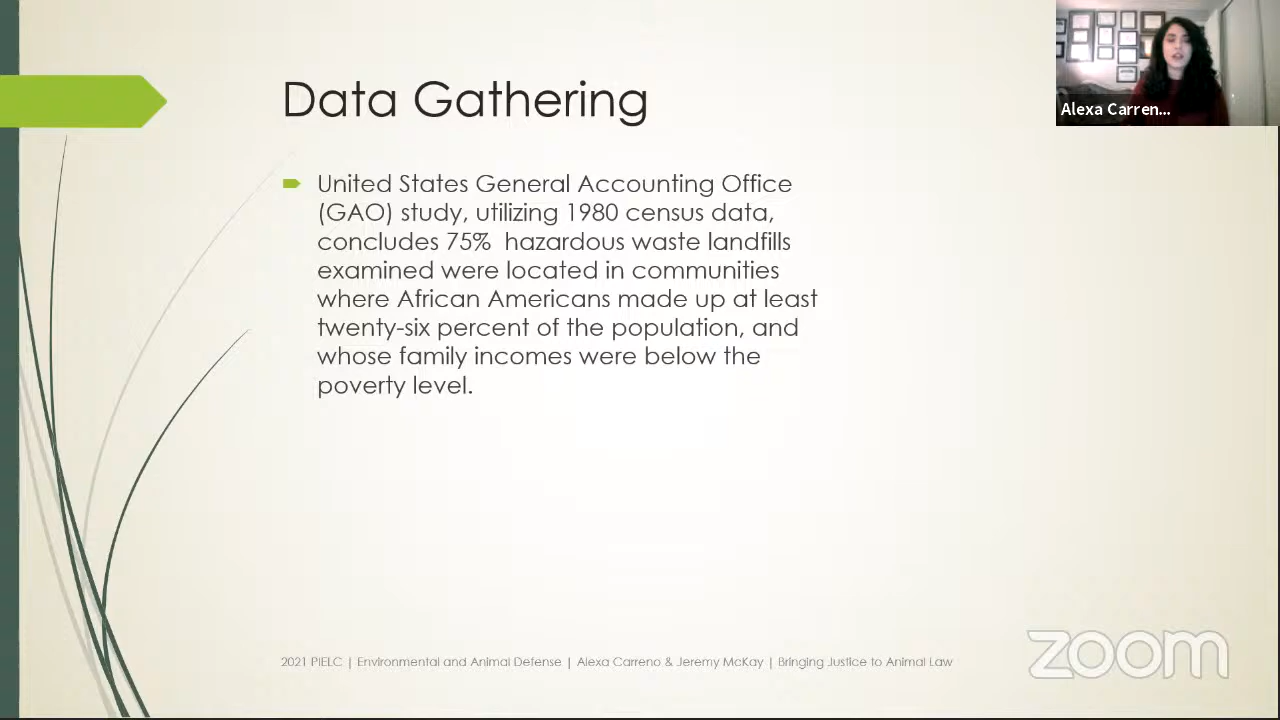 Data Gathering
United States General Accounting Office
(GAO) study, utilizing 1980 census data,
concludes 75% hazardous waste landfills
examined were located in communities
where African Americans made up at least
twenty-six percent of the population, and
whose family incomes were below the
poverty level.
Alexa Carren...
2021 PIELC | Environmental and Animal Defense | Alexa Carreno & Jeremy McKay | Bringing Justice to Animal Law
zoom